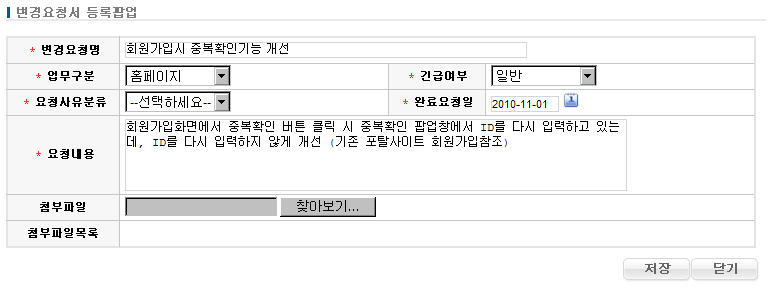 변경요청서 등록팝업
* 변경요청명 회원가입시 중복확인기능 개선
* 업무구분 홈페이지 * 긴급여부 일반
* 요청사유분류 --선택하세요-- * 완료요청일 2010-11-01
회원가입화면에서 중복확인 버튼 클릭 시 중복확인 팝업창에서 ID를 다시 입력하고 있는
* 요청내용 데, ID를 다시 입력하지 않게 개선 (기존 포탈사이트 회원가입참조)
첨부파일 찾아보기...
첨부파일목록
저장 닫기